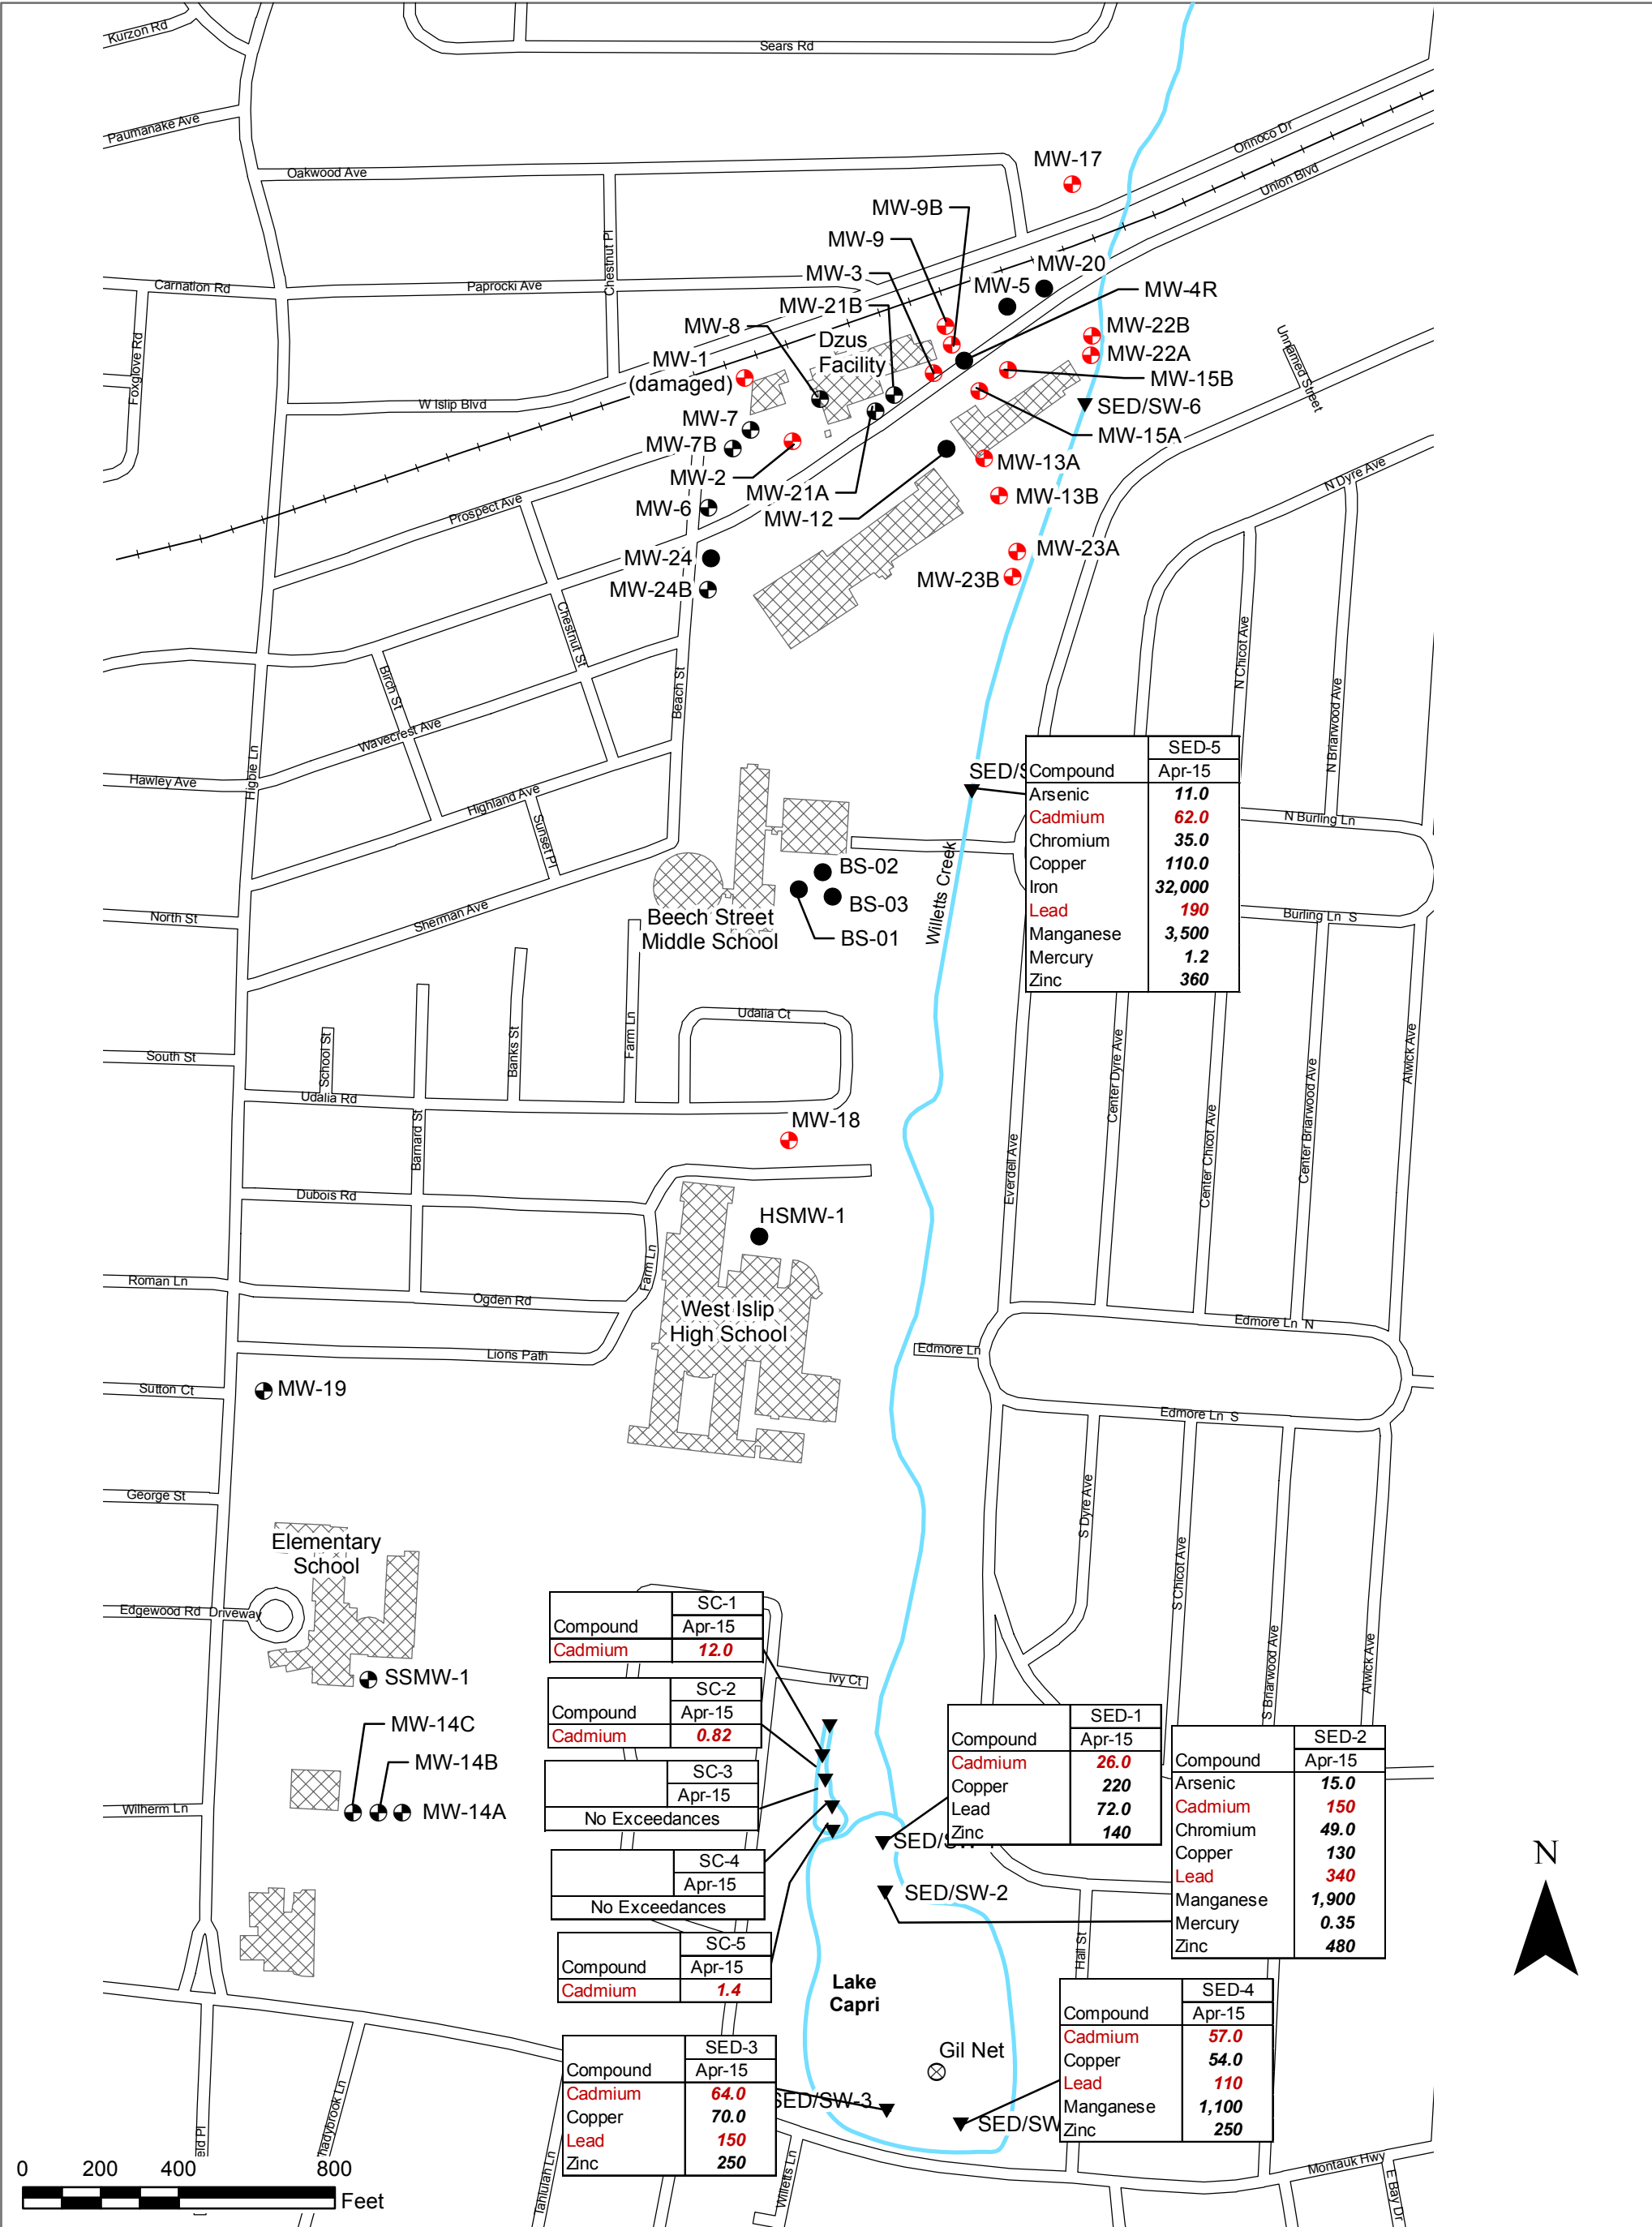 Kurzon Rd
Sears Rd
Paumanake Ave
Orinoco Dr
MW-17
Oakwood Ave
Union Blvd
MW-9B
MW-9
Chestnut Pl
MW-20
MW-3
MW-5
Carnation Rd
Paprocki Ave
MW-4R
MW-21B
MW-8
MW-22B
Dzus
Facility
MW-22A
MW-1
(damaged)
Foxglove Rd
Unnamed Street
MW-15B
W Islip Blvd
SED/SW-6
MW-7
MW-15A
MW-7B
MW-13A
MW-2
N Dyre Ave
MW-21A
MW-13B
Prospect Ave
MW-6
MW-12
MW-24
MW-23A
MW-23B
MW-24B
Chestnut St
N Chicot Ave
Birch St
Beach St
N Briarwood Ave
Wavecrest Ave
Higbie Ln
Hawley Ave
Highland Ave
Sunset Pl
SED/S
SED-5
Compound Apr-15
Arsenic 11.0
Cadmium 62.0
Chromium 35.0
Copper 110.0
Iron 32,000
Lead 190
Manganese 3,500
Mercury 1.2
Zinc 360
N Burling Ln
Burling Ln S
Willetts Creek
BS-02
BS-03
BS-01
Beech Street
Middle School
North St
Sherman Ave
Udalia Ct
South St
School St
Banks St
Farm Ln
Center Dyre Ave
Alwick Ave
Udalia Rd
Barnard St
MW-18
Everdell Ave
Center Chicot Ave
Center Briarwood Ave
Dubois Rd
HSMW-1
Farm Ln
Roman Ln
Ogden Rd
West Islip
High School
Edmore Ln N
Lions Path
Edmore Ln
Sutton Ct
MW-19
Edmore Ln S
George St
S Dyre Ave
Elementary
School
S Chicot Ave
Edgewood Rd Driveway
S Briarwood Ave
Alwick Ave
SC-1
Compound Apr-15
Cadmium 12.0
Ivy Ct
SSMW-1
SC-2
Compound Apr-15
Cadmium 0.82
MW-14C
MW-14B
MW-14A
SC-3
Apr-15
No Exceedances
SED-1
Compound Apr-15
Cadmium 26.0
Copper 220
Lead 72.0
Zinc 140
SED-2
Compound Apr-15
Arsenic 15.0
Cadmium 150
Chromium 49.0
Copper 130
Lead 340
Manganese 1,900
Mercury 0.35
Zinc 480
Wilherm Ln
SC-4
Apr-15
No Exceedances
SED/SW-1
SED/SW-2
N
SC-5
Compound Apr-15
Cadmium 1.4
Hall St
Lake
Capri
SED-4
Compound Apr-15
Cadmium 57.0
Copper 54.0
Lead 110
Manganese 1,100
Zinc 250
SED-3
Compound Apr-15
Cadmium 64.0
Copper 70.0
Lead 150
Zinc 250
Gil Net
SED/SW-3
SED/SW
hadybrook Ln
eld Pl
Tahlulah Ln
Willetts Ln
Montauk Hwy
E Bay Dr
0 200 400 800
Feet